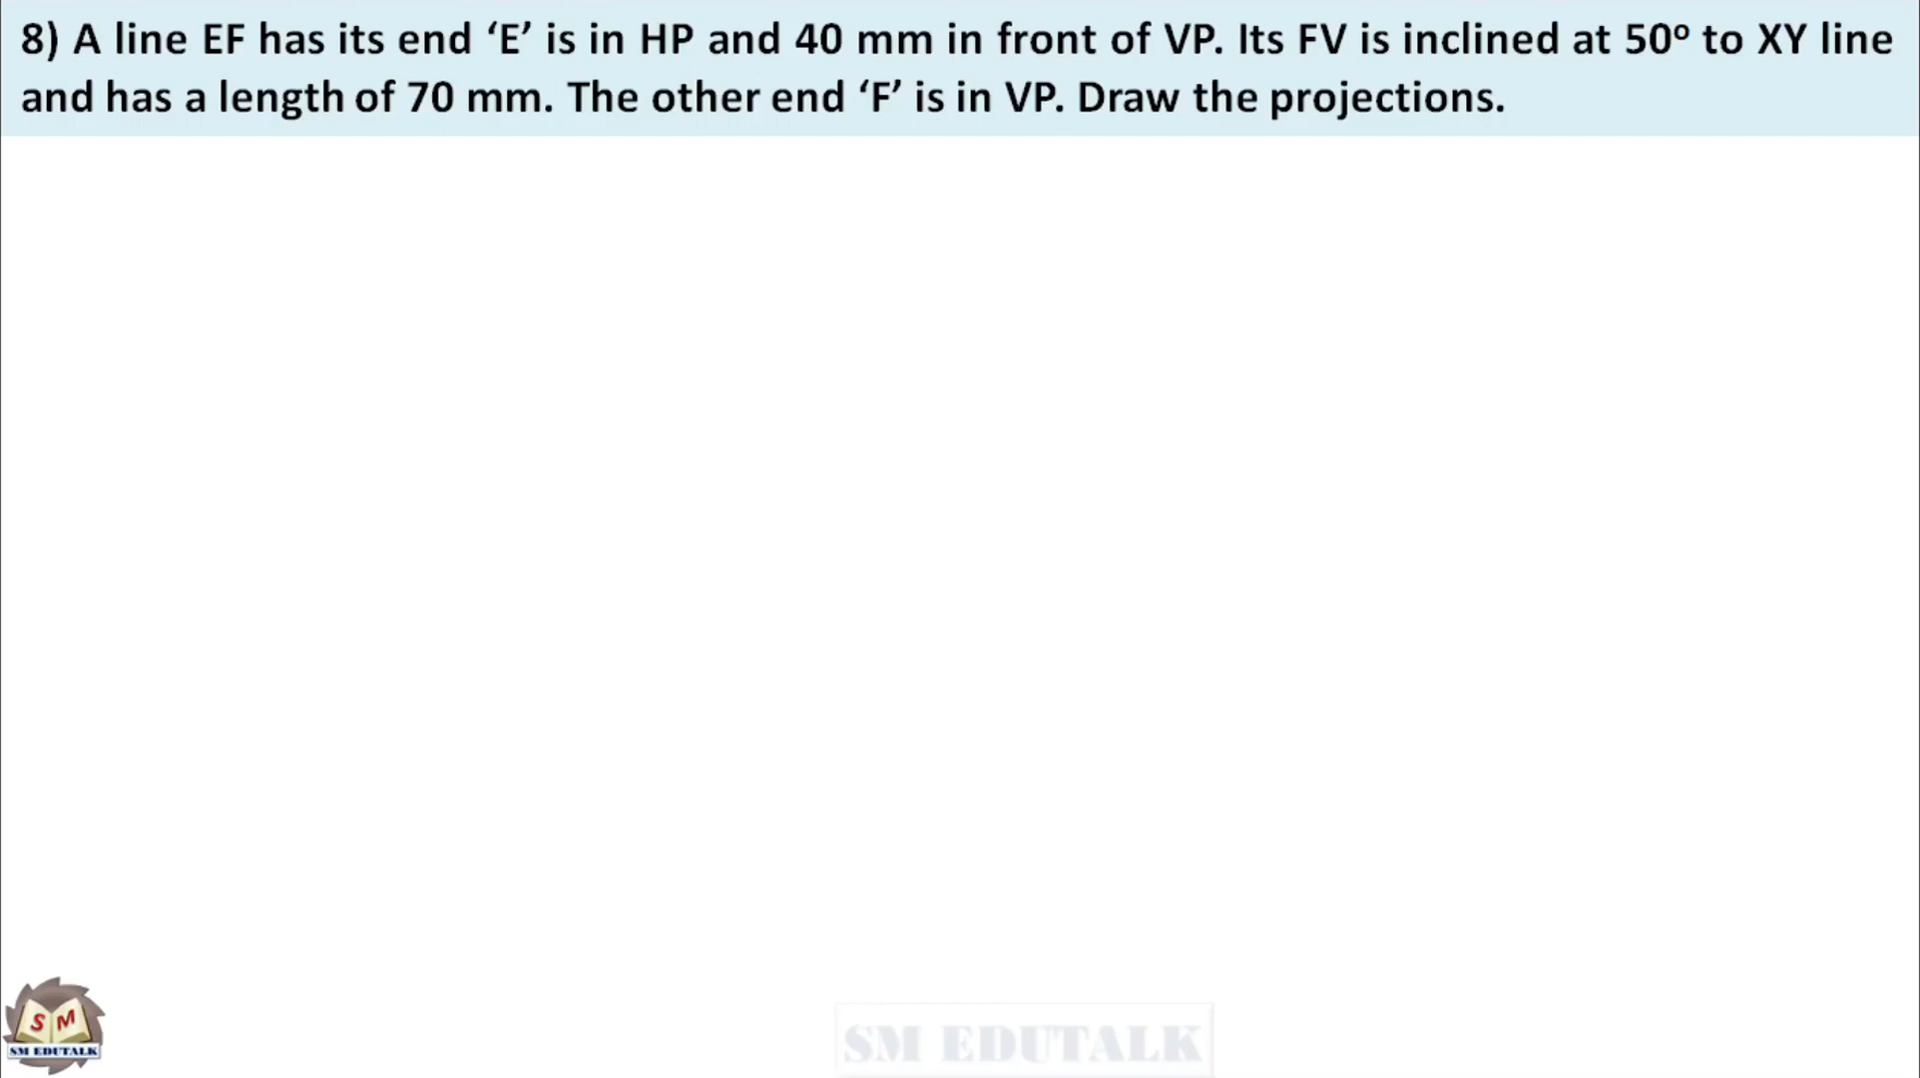 8) A line EF has its end ‘E’ is in HP and 40 mm in front of VP. Its FV is inclined at 50º to XY line
and has a length of 70 mm. The other end ‘F’ is in VP. Draw the projections.
S M
SM EDUTALK
SM EDUTALK